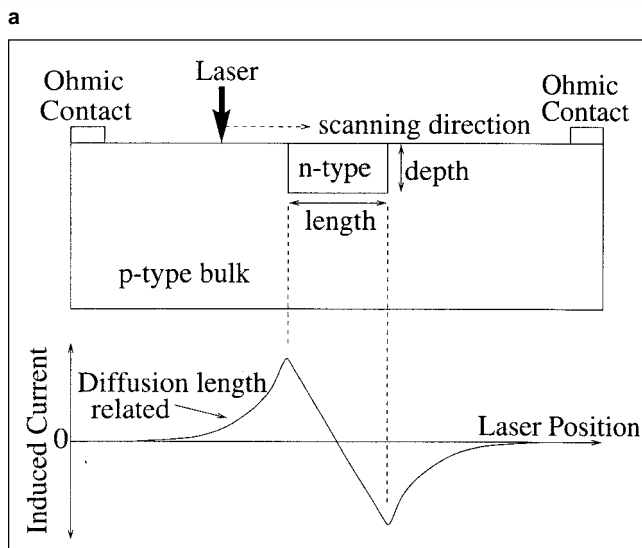 a
Laser
Ohmic
Contact
Ohmic
Contact
scanning direction
n-type
depth
length
p-type bulk
Induced Current
Diffusion length
related
0
Laser Position